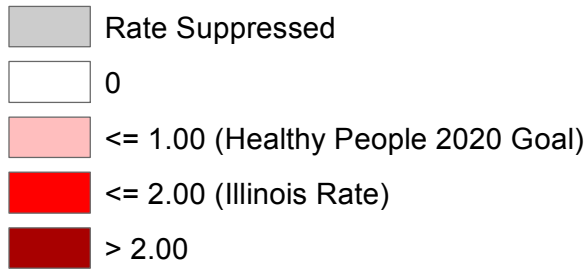 Rate Suppressed
0
<= 1.00 (Healthy People 2020 Goal)
<= 2.00 (Illinois Rate)
> 2.00